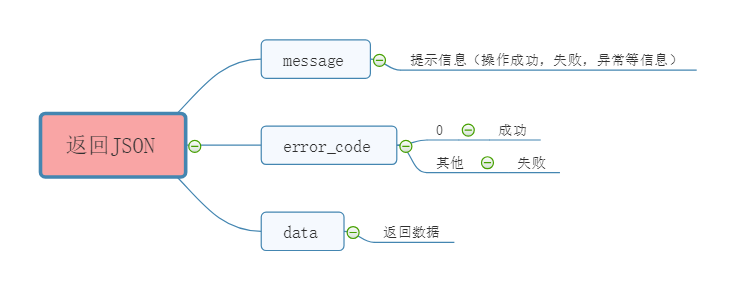 message
提示信息（操作成功，失败，异常等信息）
返回JSON
error_code
0
成功
其他
失败
data
返回数据